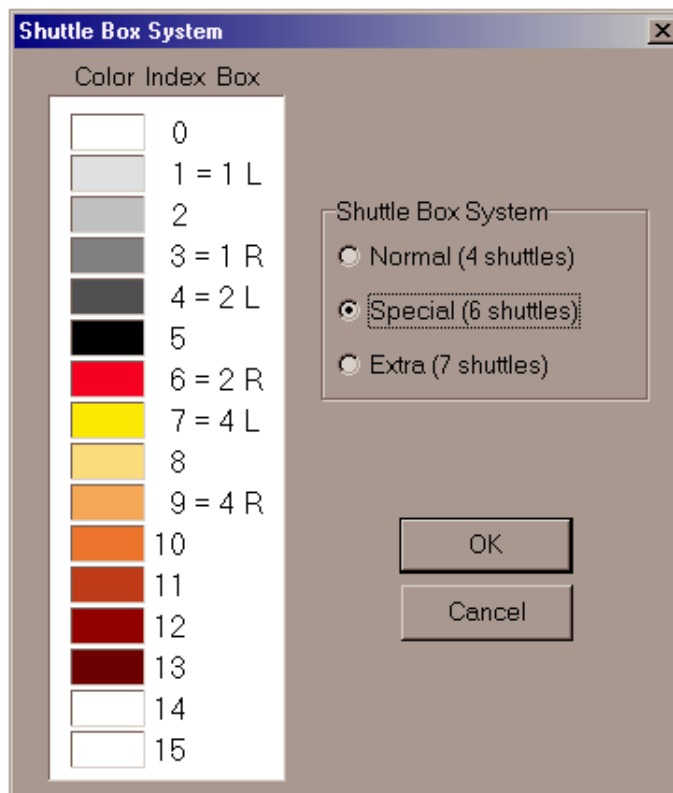 Shuttle Box System
Color Index Box
0
1 = 1 L
2
3 = 1 R
4 = 2 L
5
6 = 2 R
7 = 4 L
8
9 = 4 R
10
11
12
13
14
15
Shuttle Box System
Normal (4 shuttles)
Special (6 shuttles)
Extra (7 shuttles)
OK
Cancel